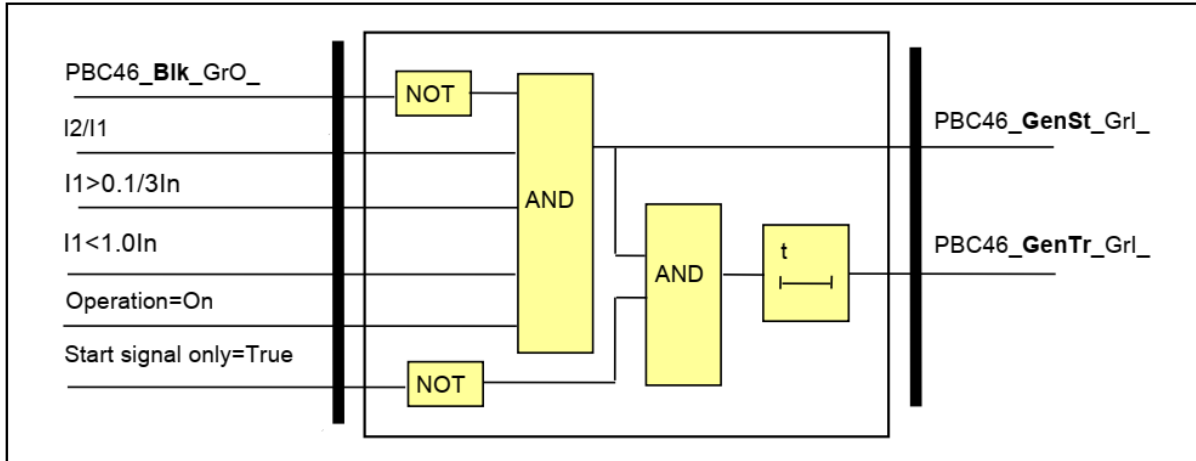 PBC46_Blk_GrO_
NOT
I2/I1
I1>0.1/3In
I1<1.0In
Operation=On
Start signal only=True
NOT
AND
AND
t
PBC46_GenSt_GrI_
PBC46_GenTr_GrI_